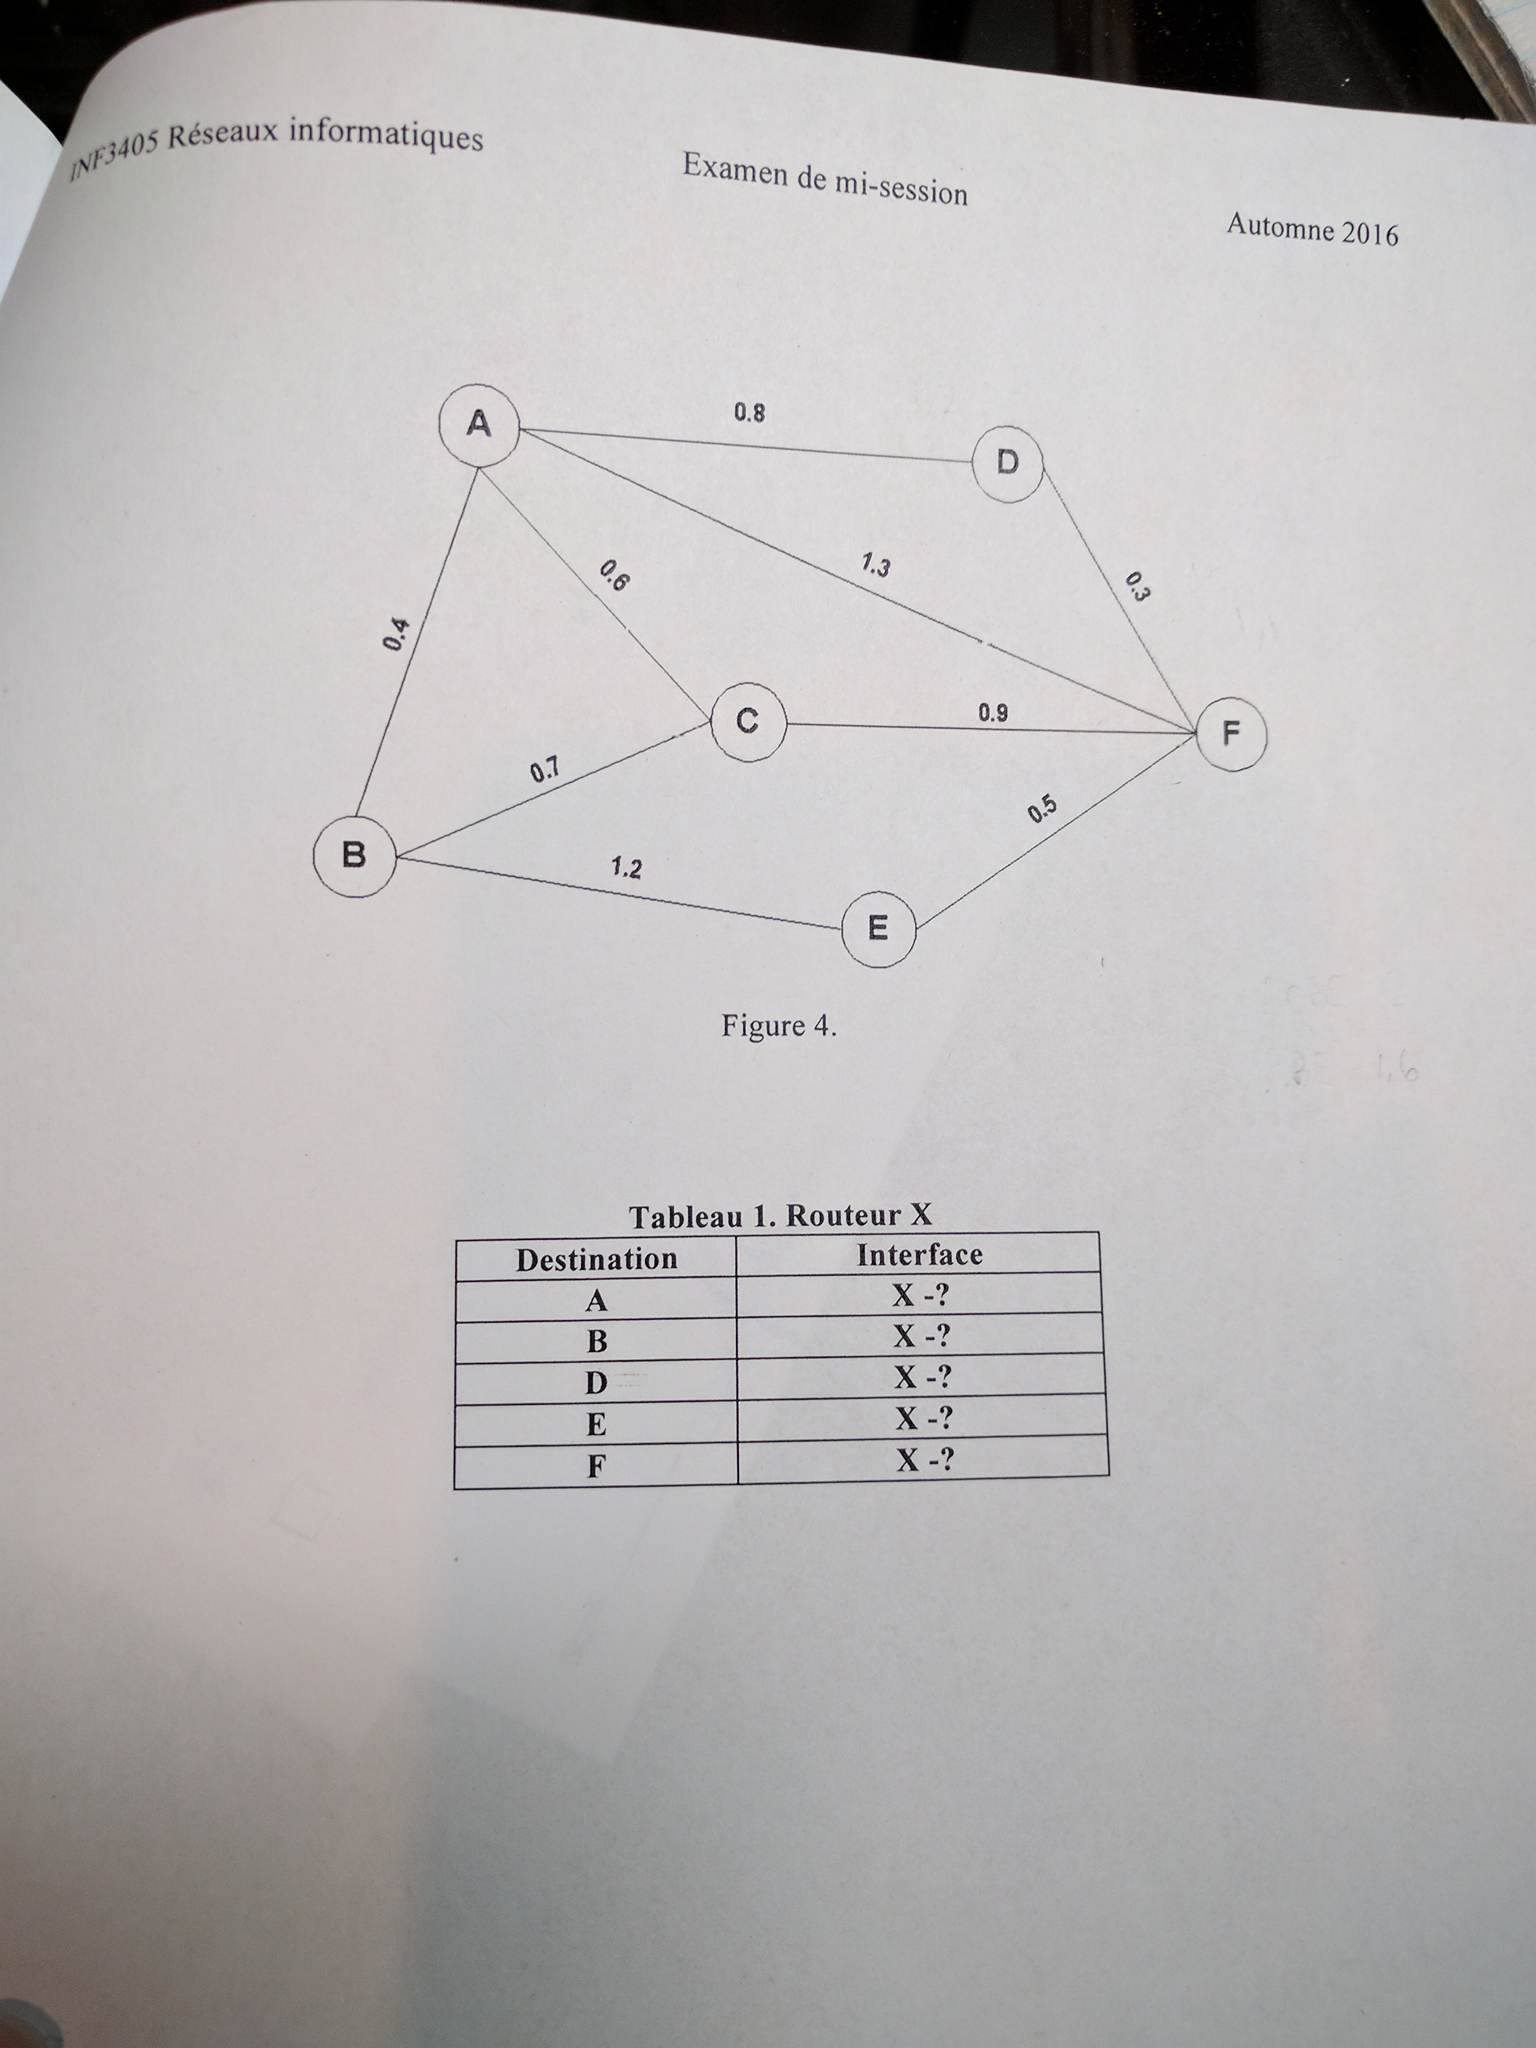 INF3405 Réseaux informatiques
Examen de mi-session
Automne 2016
A
0.8
D
0.6
1.3
0.3
0.4
C
0.9
F
0.7
0.5
B
1.2
E
Figure 4.
Tableau 1. Routeur X
Destination Interface
A X -?
B X -?
D X -?
E X -?
F X -?